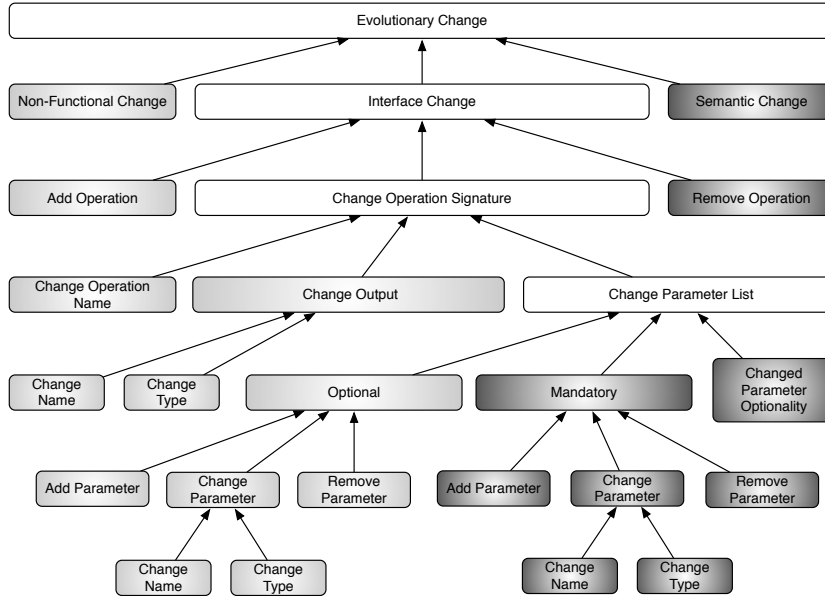 Evolutionary Change
Non-Functional Change
Interface Change
Semantic Change
Add Operation
Change Operation Signature
Remove Operation
Change Operation
Name
Change Output
Change Parameter List
Change
Name
Change
Type
Optional
Mandatory
Changed
Parameter
Optionality
Add Parameter
Change
Parameter
Remove
Parameter
Add Parameter
Change
Parameter
Remove
Parameter
Change
Name
Change
Type
Change
Name
Change
Type